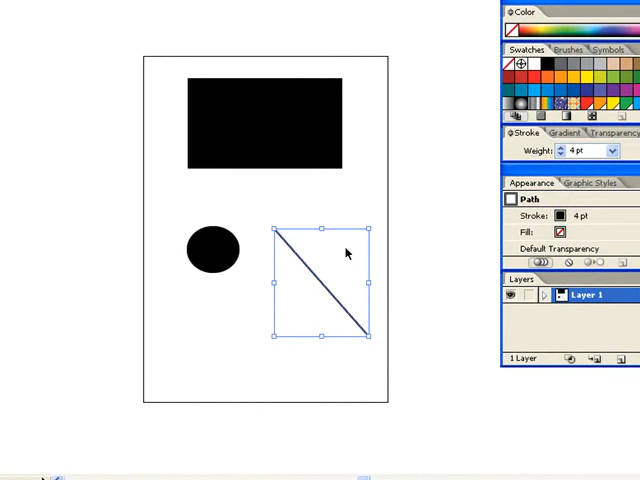 Color
Swatches Brushes Symbols
Stroke Gradient Transparency
Weight: 4 pt
Appearance Graphic Styles
Path
Stroke: 4 pt
Fill:
Default Transparency
Layers
Layer 1
1 Layer